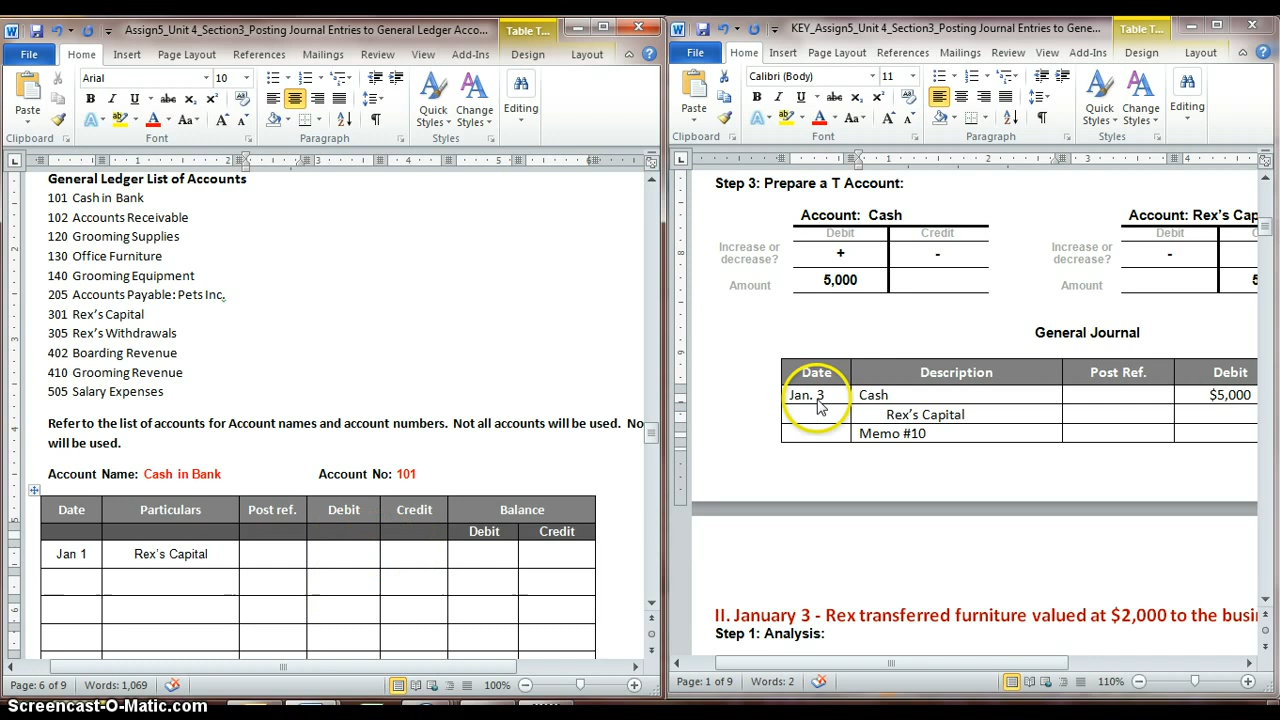 Assign5_Unit 4_Section3_Posting Journal Entries to General Ledger Acco...
Table T...
File Home Insert Page Layout References Mailings Review View Add-Ins Design Layout
Arial 10
Paste
Quick Styles
Change Styles
Editing
Clipboard Font Paragraph Styles
General Ledger List of Accounts
101 Cash in Bank
102 Accounts Receivable
120 Grooming Supplies
130 Office Furniture
140 Grooming Equipment
205 Accounts Payable: Pets Inc.
301 Rex's Capital
305 Rex's Withdrawals
402 Boarding Revenue
410 Grooming Revenue
505 Salary Expenses
Refer to the list of accounts for Account names and account numbers. Not all accounts will be used. No
will be used.
Account Name: Cash in Bank Account No: 101
Date Particulars Post ref. Debit Credit Balance
Debit Credit
Jan 1 Rex's Capital
Page: 6 of 9 Words: 1,069 100%
Screencast-O-Matic.com
KEY_Assign5_Unit 4_Section3_Posting Journal Entries to Gene...
Table T...
File Home Insert Page Layout References Mailings Review View Add-Ins Design Layout
Calibri (Body) 11
Paste
Quick Styles
Change Styles
Editing
Clipboard Font Paragraph Styles
Step 3: Prepare a T Account:
Account: Cash Account: Rex's Cap
Debit Credit Debit
Increase or decrease? + - Increase or decrease? -
Amount 5,000 Amount
General Journal
Date Description Post Ref. Debit
Jan. 3 Cash $5,000
Rex's Capital
Memo #10
II. January 3 - Rex transferred furniture valued at $2,000 to the busi
Step 1: Analysis:
Page: 1 of 9 Words: 2 110%